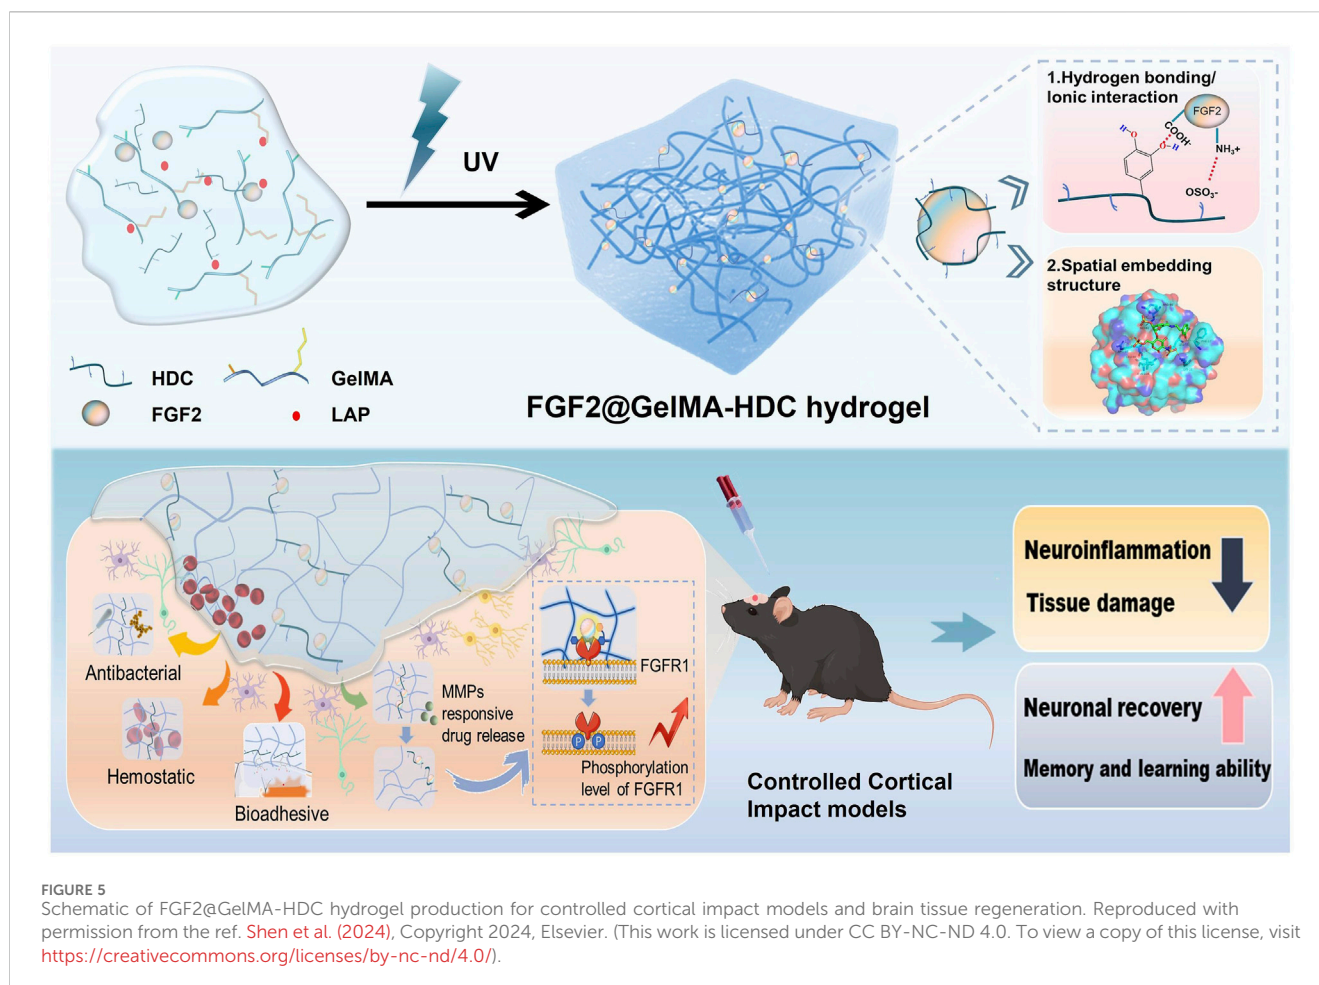 UV
1.Hydrogen bonding/
Ionic interaction
FGF2
COOH-
H
O
O-H
NH₃+
OSO₃-
2.Spatial embedding
structure
HDC
GelMA
FGF2
LAP
FGF2@GelMA-HDC hydrogel
Antibacterial
Hemostatic
Bioadhesive
MMPs
responsive
drug release
FGFR1
P P
Phosphorylation
level of FGFR1
Controlled Cortical
Impact models
Neuroinflammation
Tissue damage
Neuronal recovery
Memory and learning ability
FIGURE 5
Schematic of FGF2@GelMA-HDC hydrogel production for controlled cortical impact models and brain tissue regeneration. Reproduced with
permission from the ref. Shen et al. (2024), Copyright 2024, Elsevier. (This work is licensed under CC BY-NC-ND 4.0. To view a copy of this license, visit
https://creativecommons.org/licenses/by-nc-nd/4.0/).